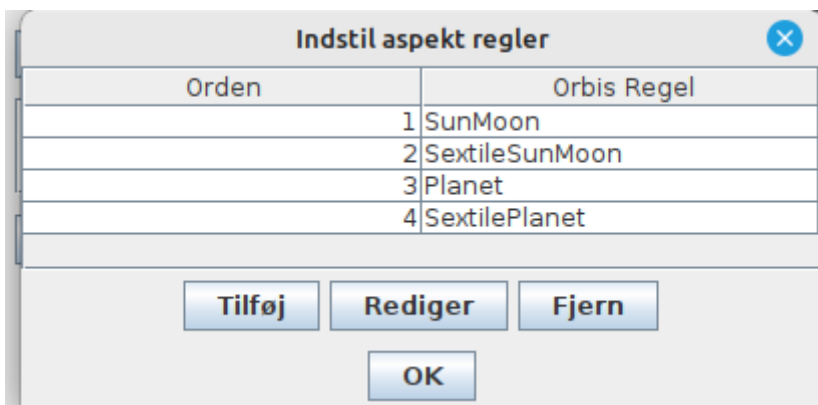 Indstil aspekt regler
Orden Orbis Regel
1 SunMoon
2 SextileSunMoon
3 Planet
4 SextilePlanet
Tilføj Rediger Fjern
OK